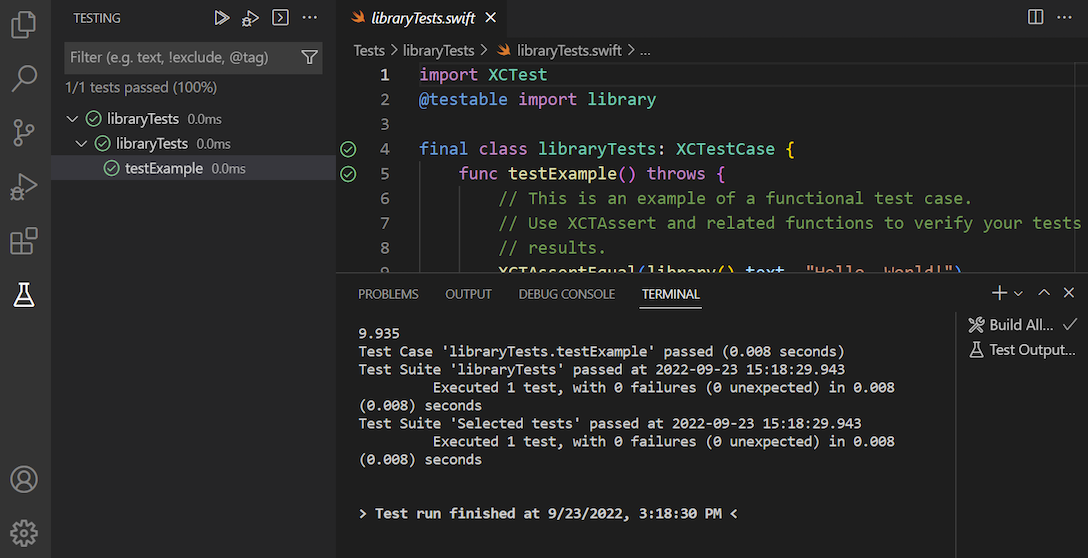 TESTING
Filter (e.g. text, !exclude, @tag)
1/1 tests passed (100%)
libraryTests 0.0ms
libraryTests 0.0ms
testExample 0.0ms
libraryTests.swift
Tests > libraryTests > libraryTests.swift > ...
1 import XCTest
2 @testable import library
3
4 final class libraryTests: XCTestCase {
5 func testExample() throws {
6 // This is an example of a functional test case.
7 // Use XCTAssert and related functions to verify your tests
8 // results.
9 XCTAssertEqual(library().text, "Hello, World!")
PROBLEMS OUTPUT DEBUG CONSOLE TERMINAL
9.935
Test Case 'libraryTests.testExample' passed (0.008 seconds)
Test Suite 'libraryTests' passed at 2022-09-23 15:18:29.943
Executed 1 test, with 0 failures (0 unexpected) in 0.008
(0.008) seconds
Test Suite 'Selected tests' passed at 2022-09-23 15:18:29.943
Executed 1 test, with 0 failures (0 unexpected) in 0.008
(0.008) seconds
> Test run finished at 9/23/2022, 3:18:30 PM <
Build All...
Test Output...